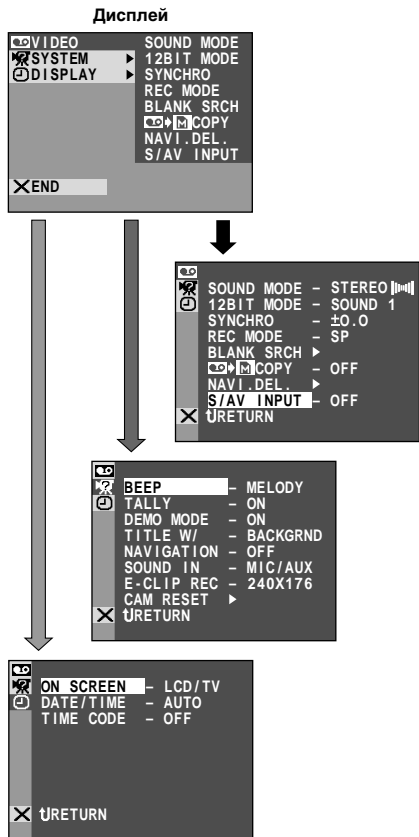 Дисплей
VIDEO SOUND MODE
SYSTEM 12BIT MODE
DISPLAY SYNCHRO
REC MODE
BLANK SRCH
M COPY
NAVI.DEL.
S/AV INPUT
END
SOUND MODE – STEREO
12BIT MODE – SOUND 1
SYNCHRO – ±0.0
REC MODE – SP
BLANK SRCH
M COPY – OFF
NAVI.DEL.
S/AV INPUT – OFF
RETURN
BEEP – MELODY
TALLY – ON
DEMO MODE – ON
TITLE W/ – BACKGRND
NAVIGATION – OFF
SOUND IN – MIC/AUX
E-CLIP REC – 240X176
CAM RESET
RETURN
ON SCREEN – LCD/TV
DATE/TIME – AUTO
TIME CODE – OFF
RETURN